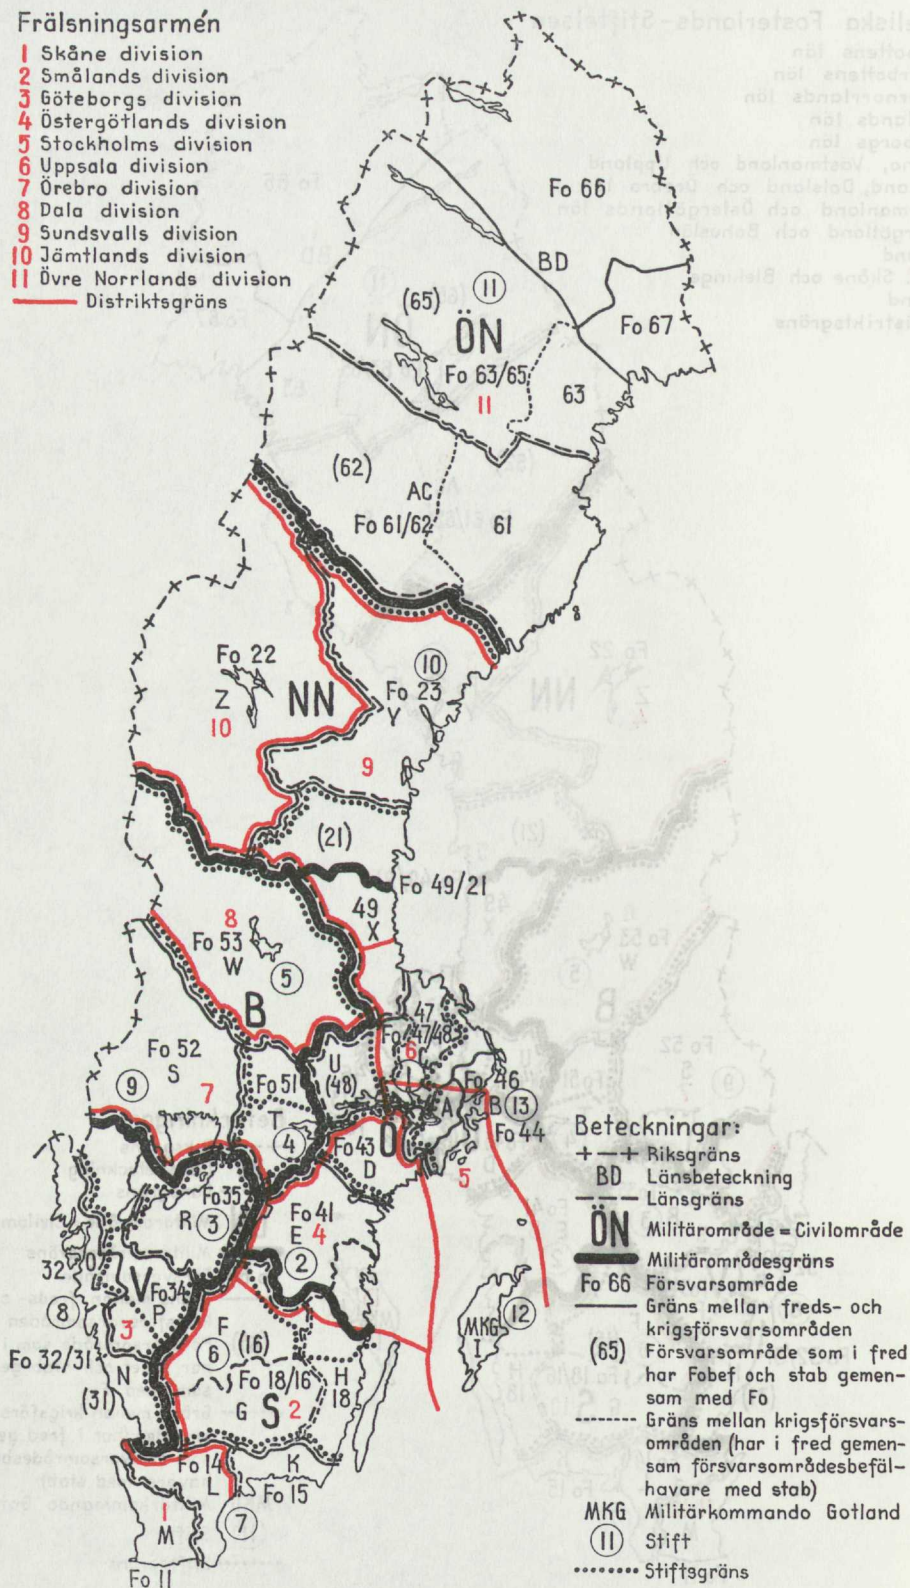 Frälsningsarmén
1 Skåne division
2 Smålands division
3 Göteborgs division
4 Östergötlands division
5 Stockholms division
6 Uppsala division
7 Örebro division
8 Dala division
9 Sundsvalls division
10 Jämtlands division
11 Övre Norrlands division
Distriktsgräns
Fo 66
BD
(65)
11
ÖN
Fo 67
Fo 63/65
11
63
(62)
AC
Fo 61/62
61
Fo 22
Z
10
NN
10
Fo 23
Y
9
(21)
Fo 49/21
49
X
8
Fo 53
W
5
B
47
Fo 47/48
6
C
1
Fo 52
S
9
7
Fo 51
T
4
U
(48)
Fo 46
A
B
13
Fo 44
Ö
Fo 43
D
5
Fo 35
R
3
Fo 41
E
4
2
32
O
V
Fo 34
P
8
3
Fo 32/31
N
(31)
F
6
(16)
Fo 18/16
G
S
2
H
18
MKG
I
12
Fo 14
L
K
Fo 15
7
1
M
Fo 11
Beteckningar:
Riksgräns
BD Länsbeteckning
Länsgräns
ÖN Militärområde = Civilområde
Militärområdesgräns
Fo 66 Försvarsområde
Gräns mellan freds- och
krigsförsvarsområden
(65) Försvarsområde som i fred
har Fobef och stab gemen-
sam med Fo
Gräns mellan krigsförsvars-
områden (har i fred gemen-
sam försvarsområdesbefäl-
havare med stab)
MKG Militärkommando Gotland
11 Stift
Stiftsgräns